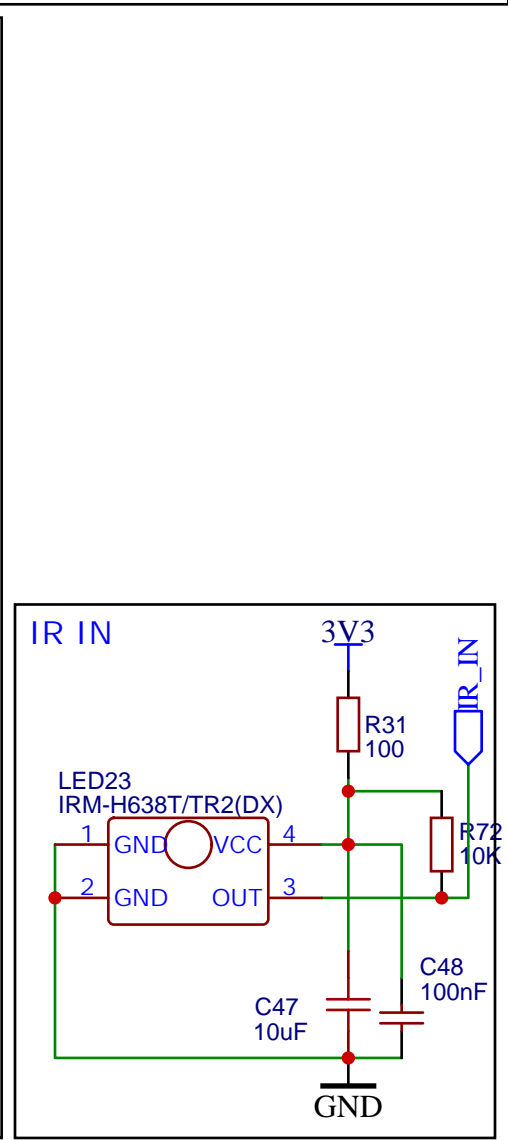 IR IN
3V3
IR_IN
R31
100
LED23
IRM-H638T/TR2(DX)
1 GND VCC 4
R72
10K
2 GND OUT 3
C48
100nF
C47
10uF
GND